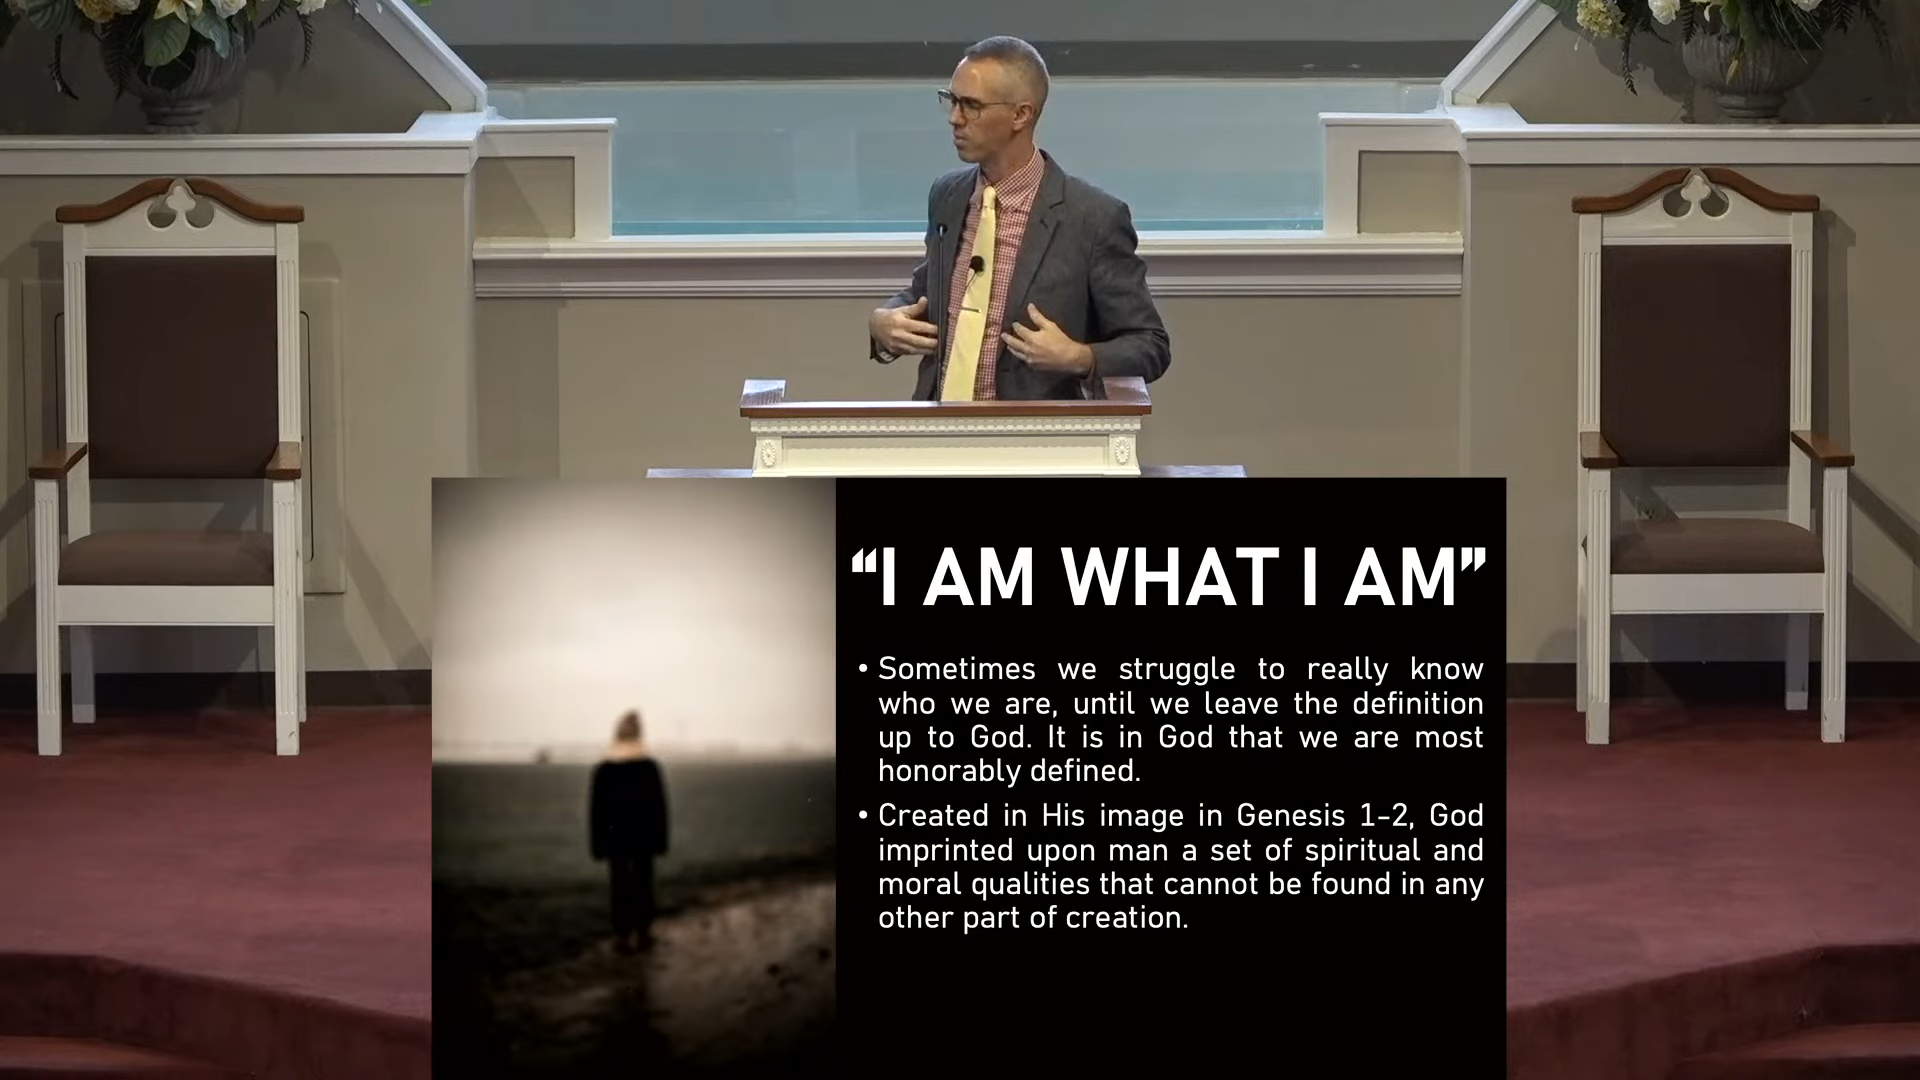 “I AM WHAT I AM”
• Sometimes we struggle to really know
who we are, until we leave the definition
up to God. It is in God that we are most
honorably defined.
• Created in His image in Genesis 1-2, God
imprinted upon man a set of spiritual and
moral qualities that cannot be found in any
other part of creation.